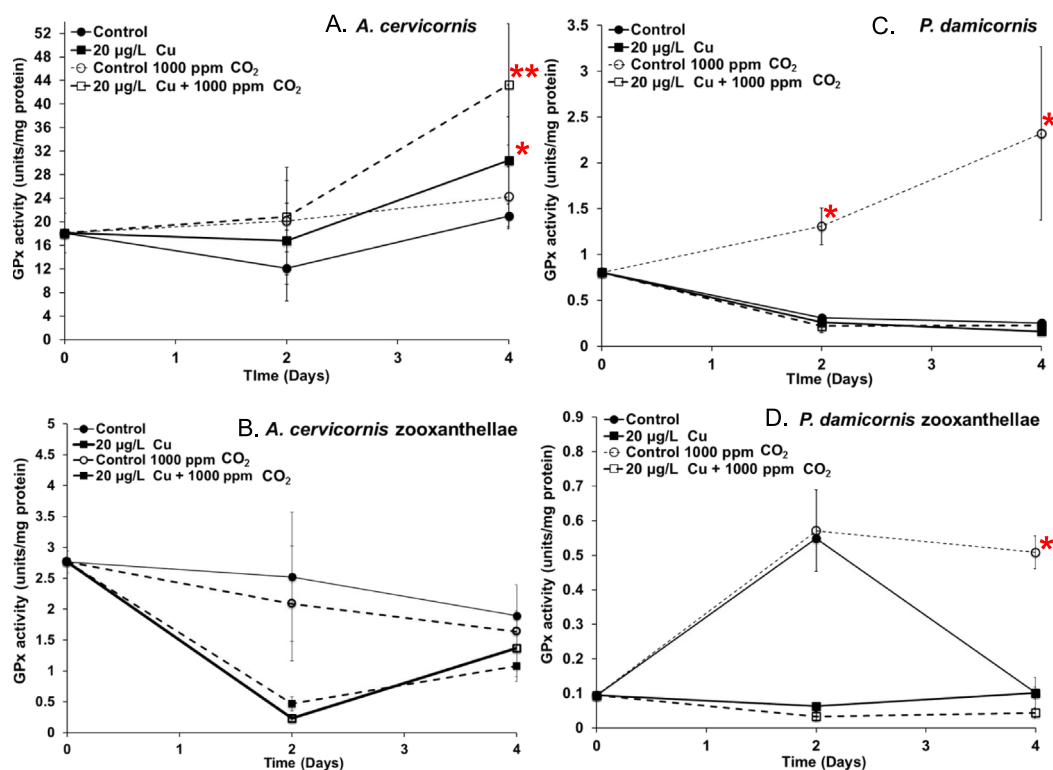 A. A. cervicornis
Control
20 µg/L Cu
Control 1000 ppm CO₂
20 µg/L Cu + 1000 ppm CO₂
GPx activity (units/mg protein)
52
48
44
40
36
32
28
24
20
16
12
8
4
0
**
*
0 1 2 3 4
TIme (Days)
C. P. damicornis
Control
20 µg/L Cu
Control 1000 ppm CO₂
20 µg/L Cu + 1000 ppm CO₂
GPx activity (units/mg protein)
3.5
3
2.5
2
1.5
1
0.5
0
*
*
0 1 2 3 4
TIme (Days)
B. A. cervicornis zooxanthellae
Control
20 µg/L Cu
Control 1000 ppm CO₂
20 µg/L Cu + 1000 ppm CO₂
GPx activity (units/mg protein)
5
4.5
4
3.5
3
2.5
2
1.5
1
0.5
0
0 1 2 3 4
Time (Days)
D. P. damicornis zooxanthellae
Control
20 µg/L Cu
Control 1000 ppm CO₂
20 µg/L Cu + 1000 ppm CO₂
GPx activity (units/mg protein)
0.9
0.8
0.7
0.6
0.5
0.4
0.3
0.2
0.1
0
*
0 1 2 3 4
Time (Days)